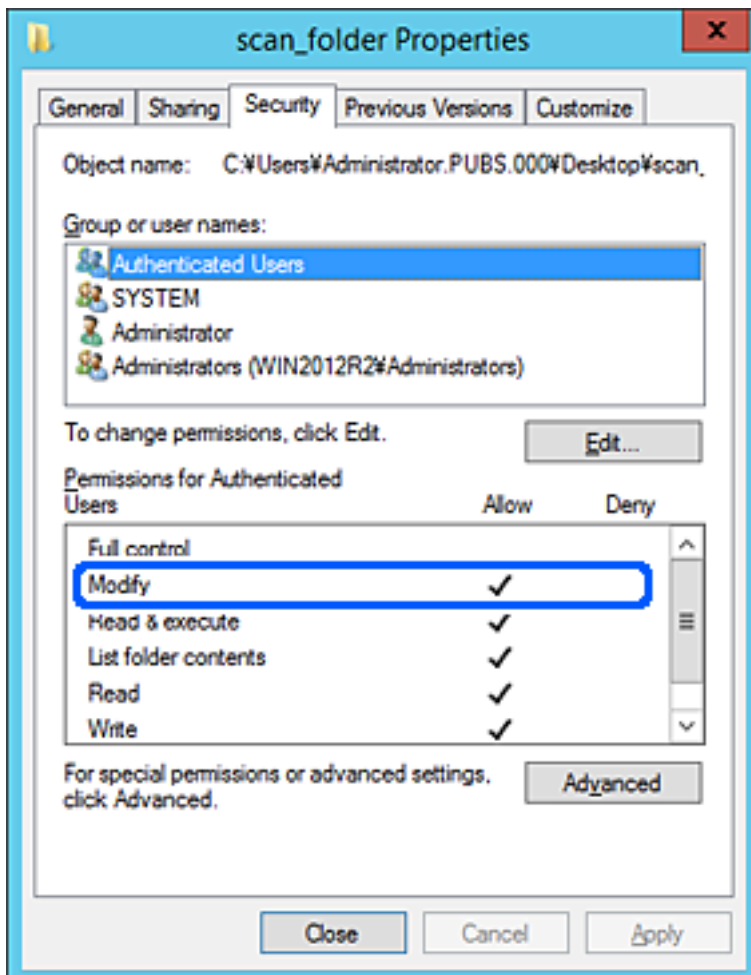 scan_folder Properties
General Sharing Security Previous Versions Customize
Object name: C:¥Users¥Administrator.PUBS.000¥Desktop¥scan_
Group or user names:
Authenticated Users
SYSTEM
Administrator
Administrators (WIN2012R2¥Administrators)
To change permissions, click Edit.
Edit...
Permissions for Authenticated
Users Allow Deny
Full control
Modify
Read & execute
List folder contents
Read
Write
For special permissions or advanced settings,
click Advanced.
Advanced
Close Cancel Apply